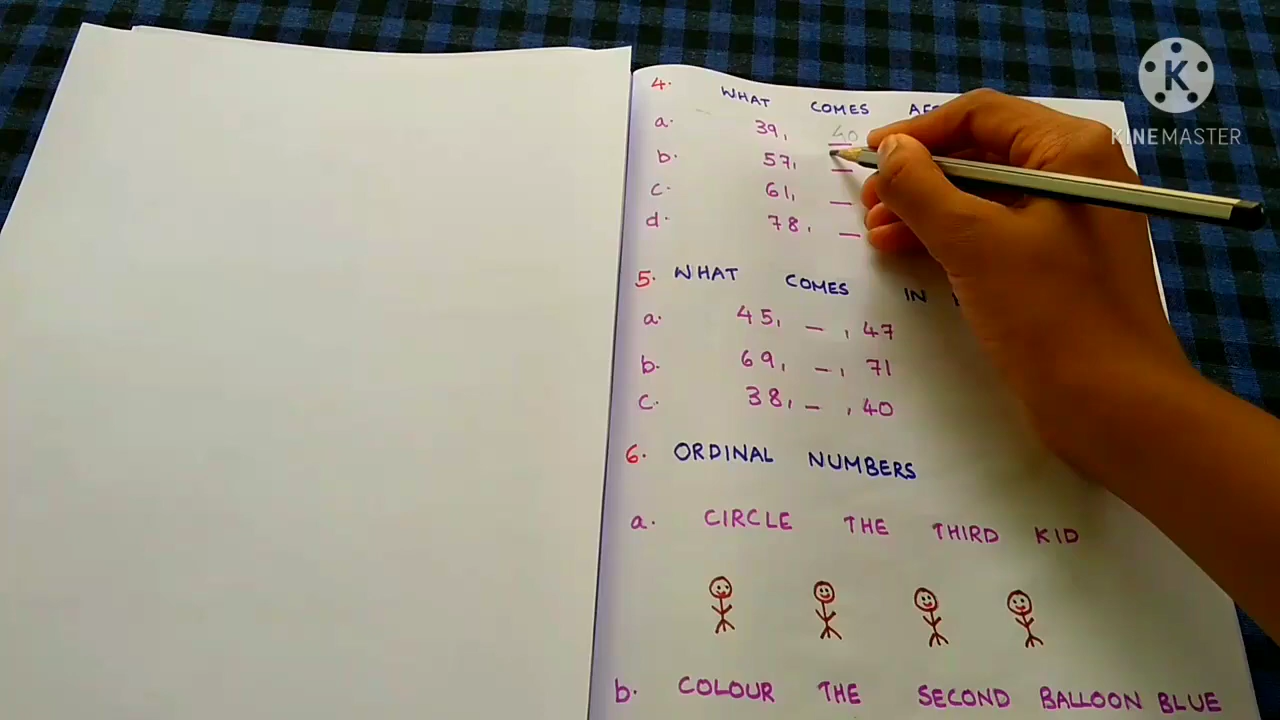 4. WHAT COMES
a. 39, 40
b. 57, _
c. 61, _
d. 78, _
5. WHAT COMES IN
a. 45, _, 47
b. 69, _, 71
c. 38, _, 40
6. ORDINAL NUMBERS
a. CIRCLE THE THIRD KID
b. COLOUR THE SECOND BALLOON BLUE
K
KINEMASTER